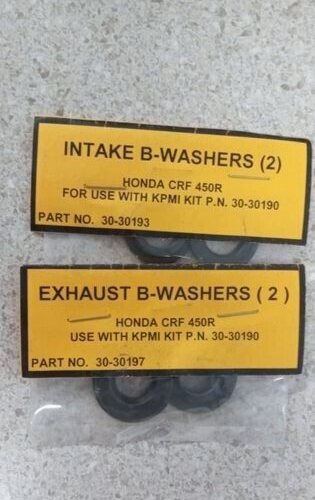 INTAKE B-WASHERS (2)
HONDA CRF 450R
FOR USE WITH KPMI KIT P.N. 30-30190
PART NO. 30-30193
EXHAUST B-WASHERS ( 2 )
HONDA CRF 450R
USE WITH KPMI KIT P.N. 30-30190
PART NO. 30-30197